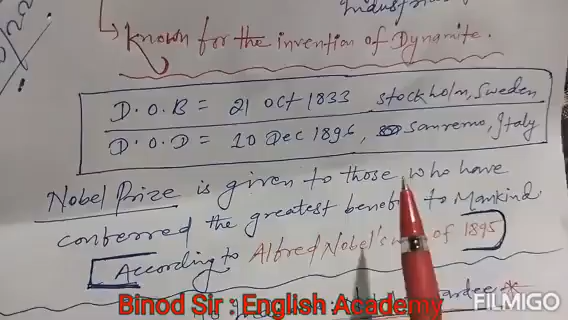 Industria
Known for the invention of Dynamite.
D.O.B = 21 Oct 1833 Stockholm, Sweden
D.O.D = 10 Dec 1896, Sanremo, Italy
Nobel Prize is given to those who have
conferred the greatest benefit to Mankind.
According to Alfred Nobel's of 1895
Binod Sir : English Academy
FILMIGO